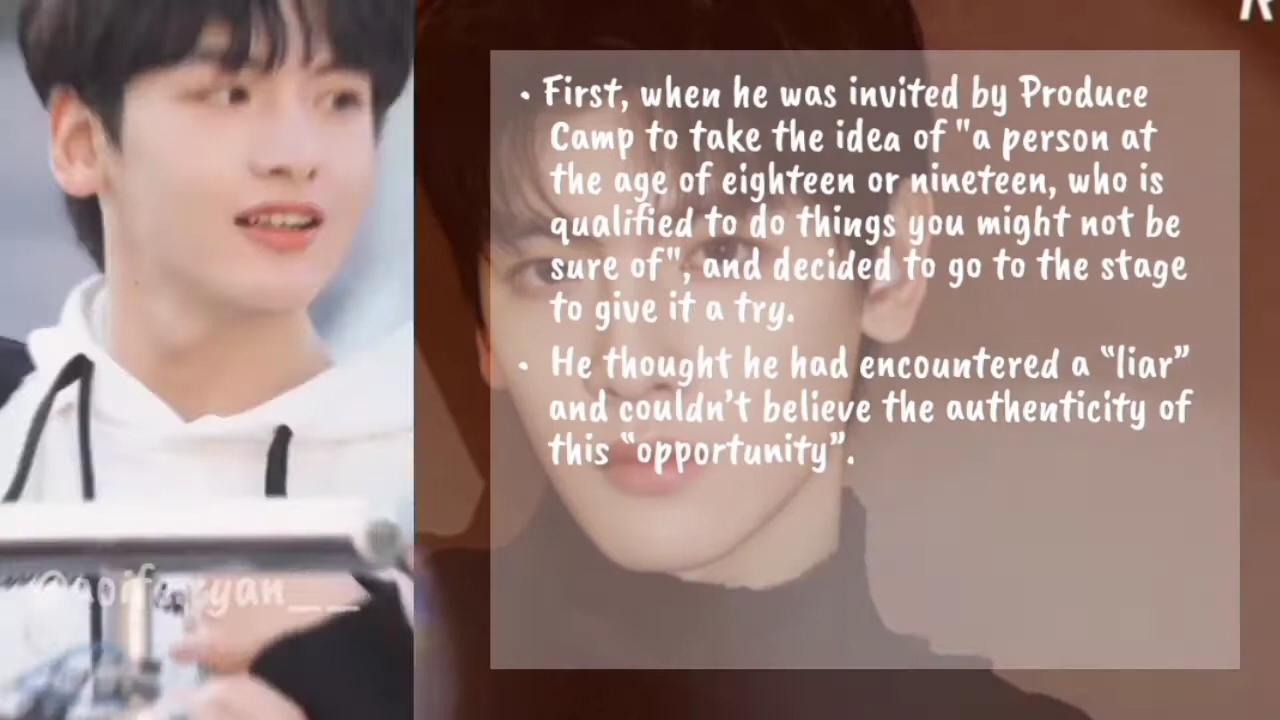 • First, when he was invited by Produce
Camp to take the idea of "a person at
the age of eighteen or nineteen, who is
qualified to do things you might not be
sure of", and decided to go to the stage
to give it a try.
• He thought he had encountered a “liar”
and couldn’t believe the authenticity of
this “opportunity”.